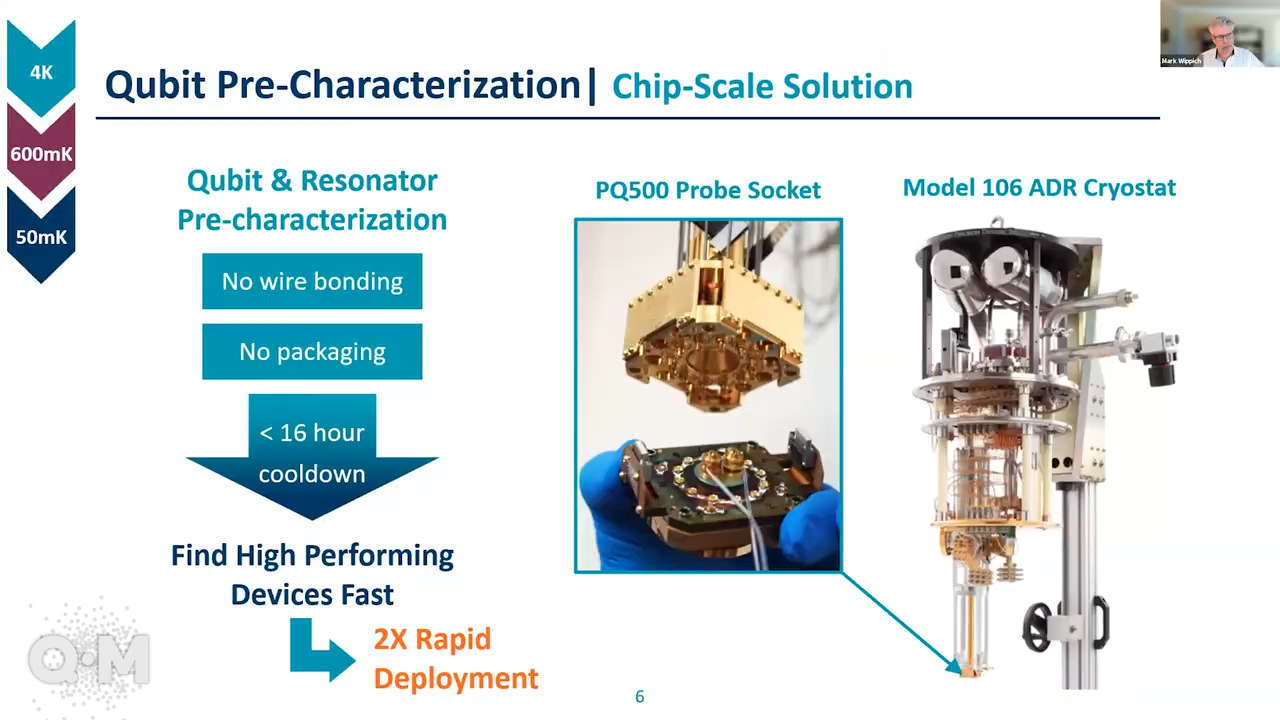 4K
600mK
50mK
Qubit Pre-Characterization| Chip-Scale Solution
Mark Wippich
Qubit & Resonator
Pre-characterization
No wire bonding
No packaging
< 16 hour
cooldown
Find High Performing
Devices Fast
2X Rapid
Deployment
PQ500 Probe Socket
Model 106 ADR Cryostat
Q·M
6